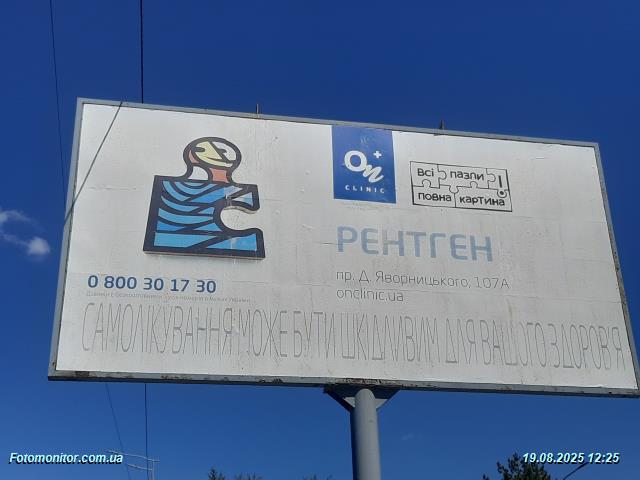 On+
CLINIC
Всі пазли
повна картина!
РЕНТГЕН
пр. Д. Яворницького, 107А
onclinic.ua
0 800 30 17 30
САМОЛІКУВАННЯ МОЖЕ БУТИ ШКІДЛИВИМ ДЛЯ ВАШОГО ЗДОРОВ'Я
Fotomonitor.com.ua
19.08.2025 12:25